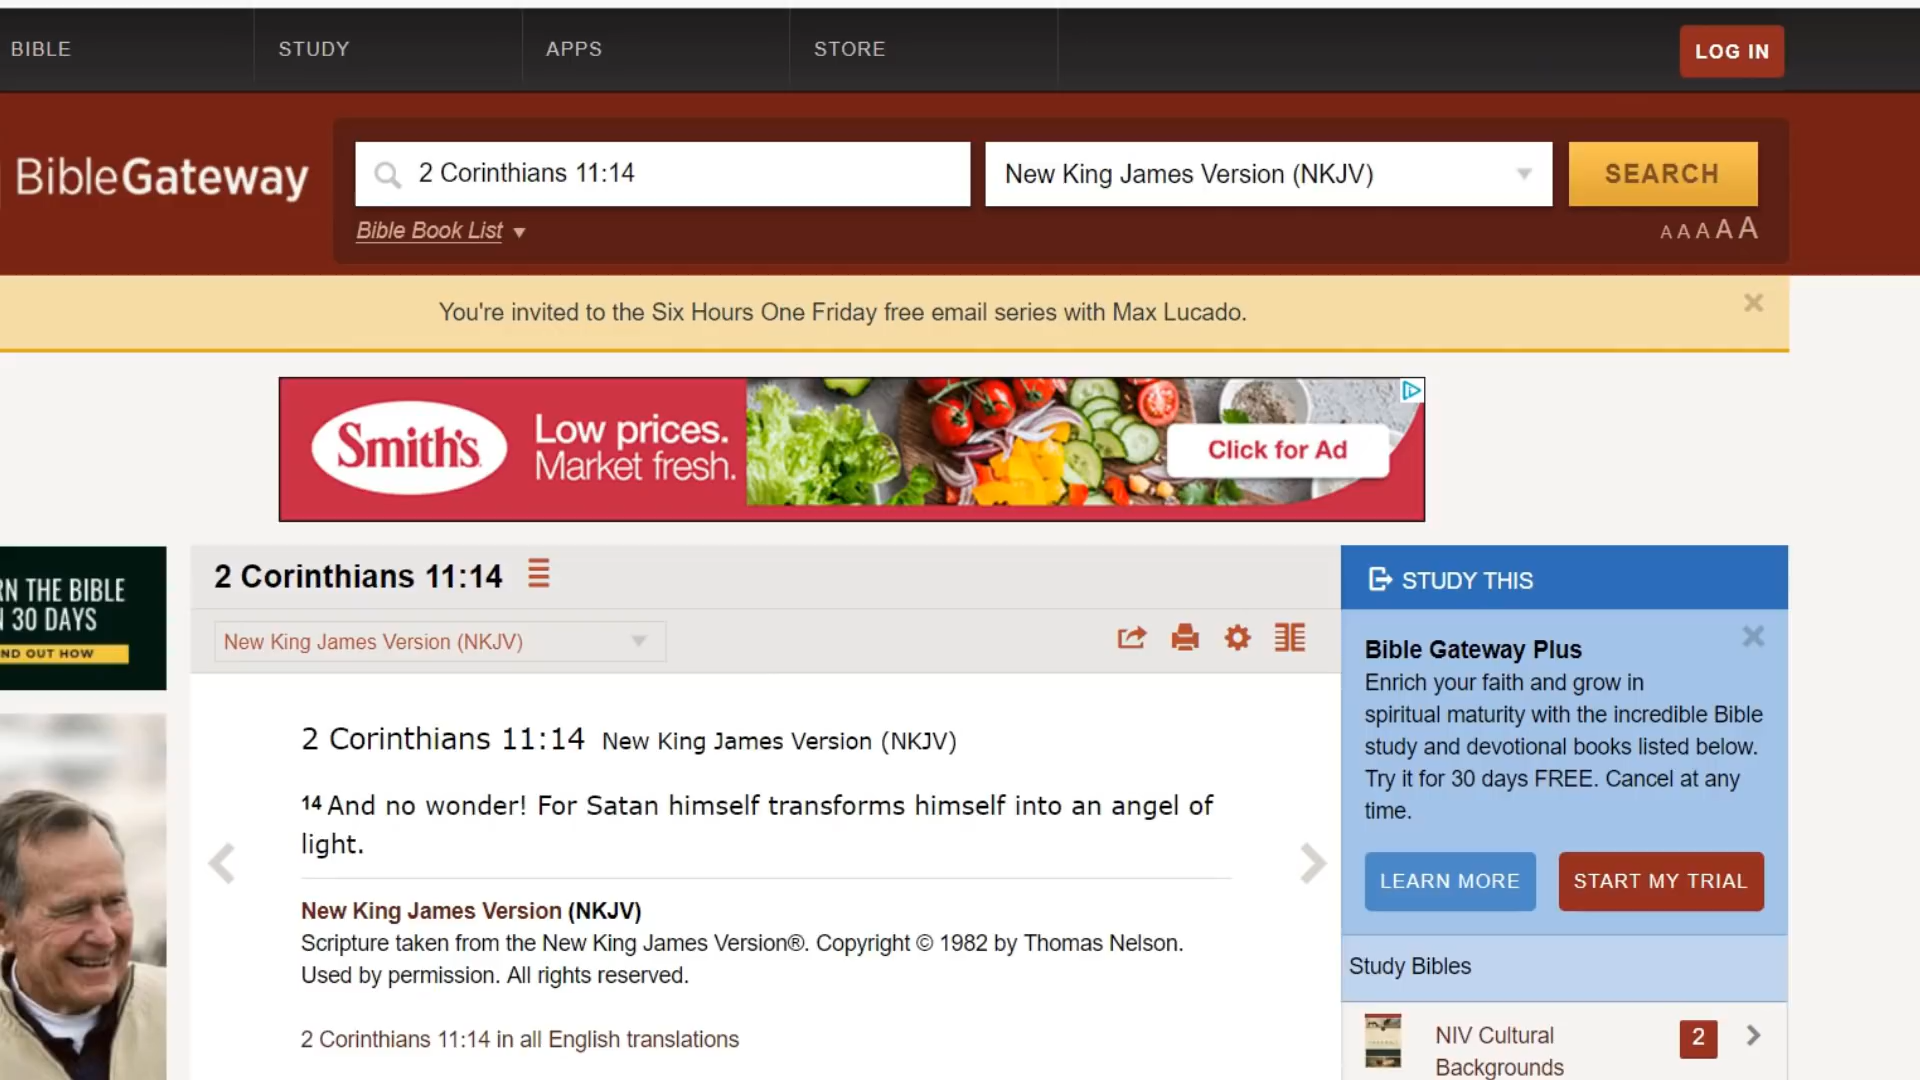 BIBLE STUDY APPS STORE LOG IN
BibleGateway
2 Corinthians 11:14
New King James Version (NKJV)
SEARCH
Bible Book List
A A A A A
You're invited to the Six Hours One Friday free email series with Max Lucado.
Smith's
Low prices.
Market fresh.
Click for Ad
RN THE BIBLE
N 30 DAYS
ND OUT HOW
2 Corinthians 11:14
New King James Version (NKJV)
2 Corinthians 11:14 New King James Version (NKJV)
14 And no wonder! For Satan himself transforms himself into an angel of
light.
New King James Version (NKJV)
Scripture taken from the New King James Version®. Copyright © 1982 by Thomas Nelson.
Used by permission. All rights reserved.
2 Corinthians 11:14 in all English translations
STUDY THIS
Bible Gateway Plus
Enrich your faith and grow in
spiritual maturity with the incredible Bible
study and devotional books listed below.
Try it for 30 days FREE. Cancel at any
time.
LEARN MORE
START MY TRIAL
Study Bibles
NIV Cultural
Backgrounds
2